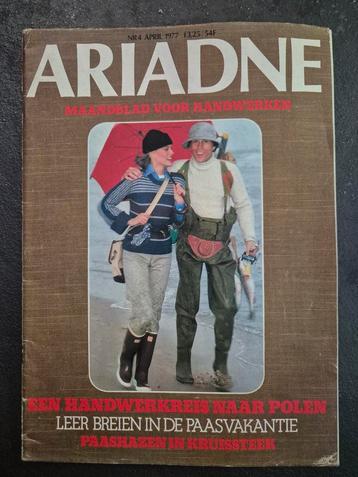 NR 4 APRIL 1977 f3,25/54F
ARIADNE
MAANDBLAD VOOR HANDWERKEN
EEN HANDWERKREIS NAAR POLEN
LEER BREIEN IN DE PAASVAKANTIE
PAASHAZEN IN KRUISSTEEK